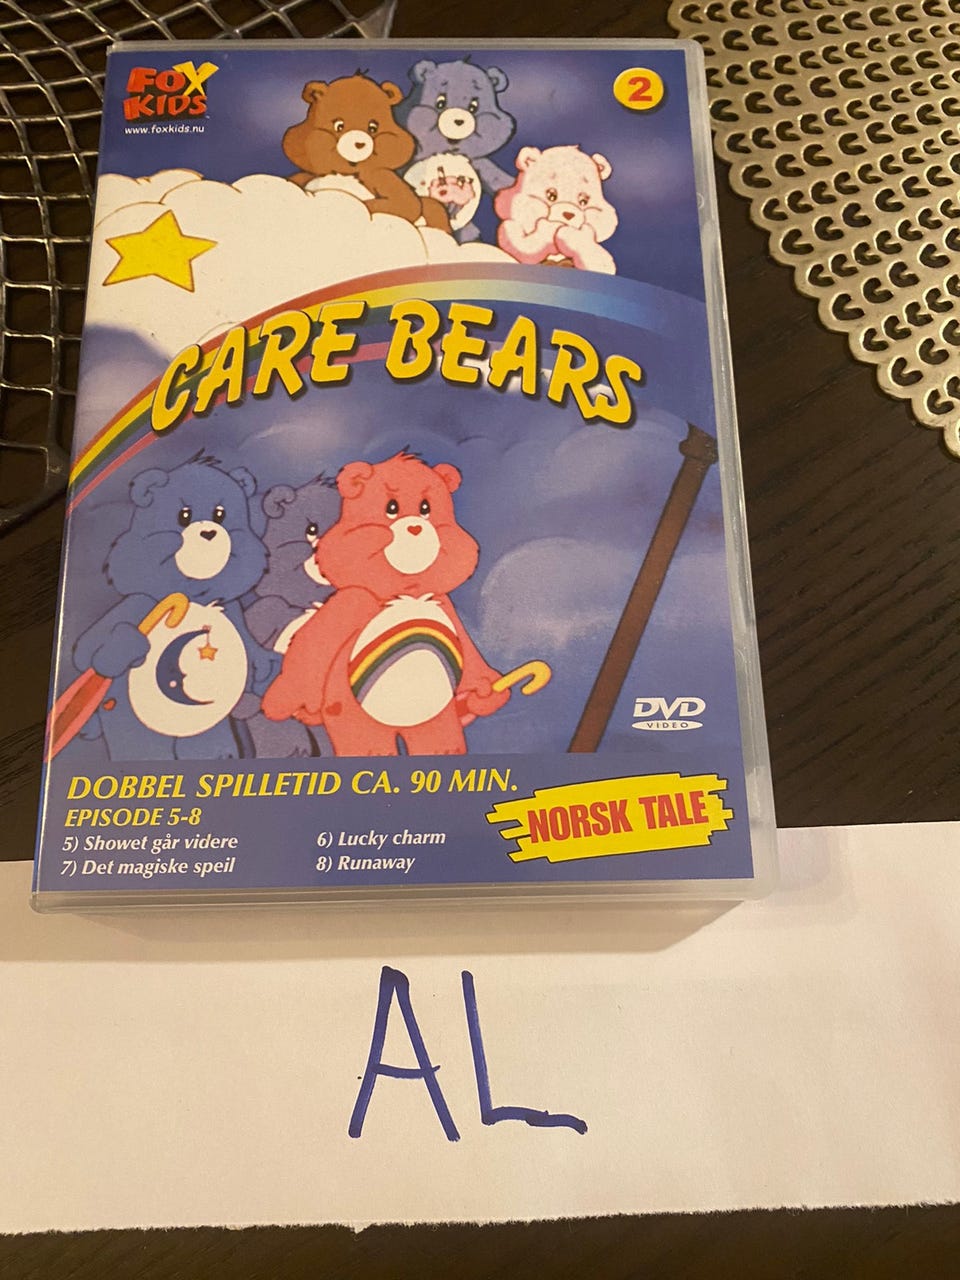 FOX
KIDS
www.foxkids.nu
2
CARE BEARS
DVD
VIDEO
DOBBEL SPILLETID CA. 90 MIN.
EPISODE 5-8
5) Showet går videre
6) Lucky charm
7) Det magiske speil
8) Runaway
NORSK TALE
AL